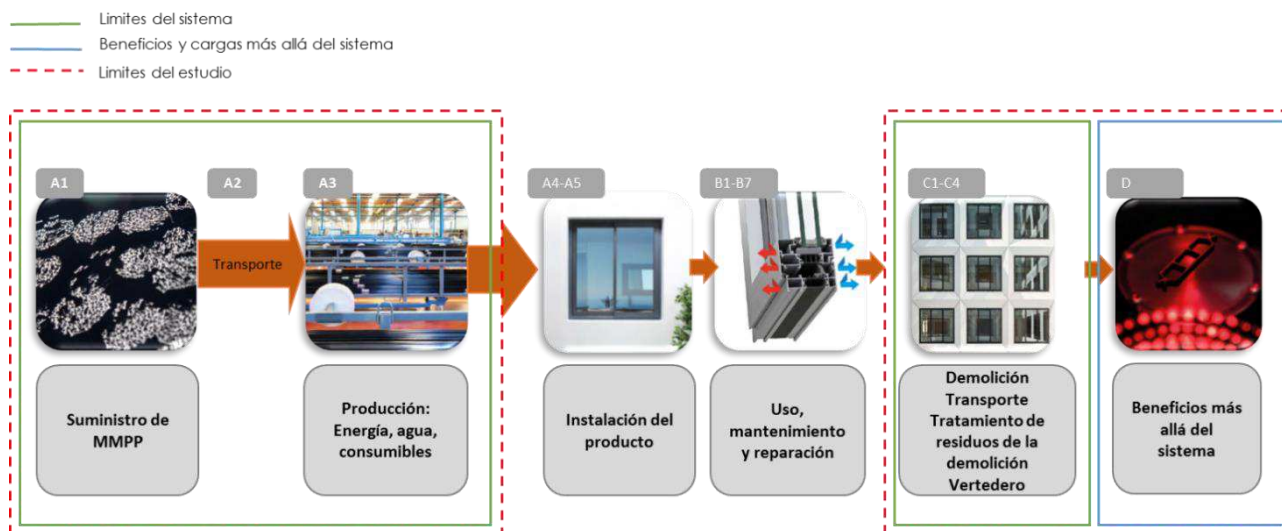 Limites del sistema
Beneficios y cargas más allá del sistema
Limites del estudio
A1
A2
A3
A4-A5
B1-B7
C1-C4
D
Transporte
Suministro de
MMPP
Producción:
Energía, agua,
consumibles
Instalación del
producto
Uso,
mantenimiento
y reparación
Demolición
Transporte
Tratamiento de
residuos de la
demolición
Vertedero
Beneficios más
allá del
sistema